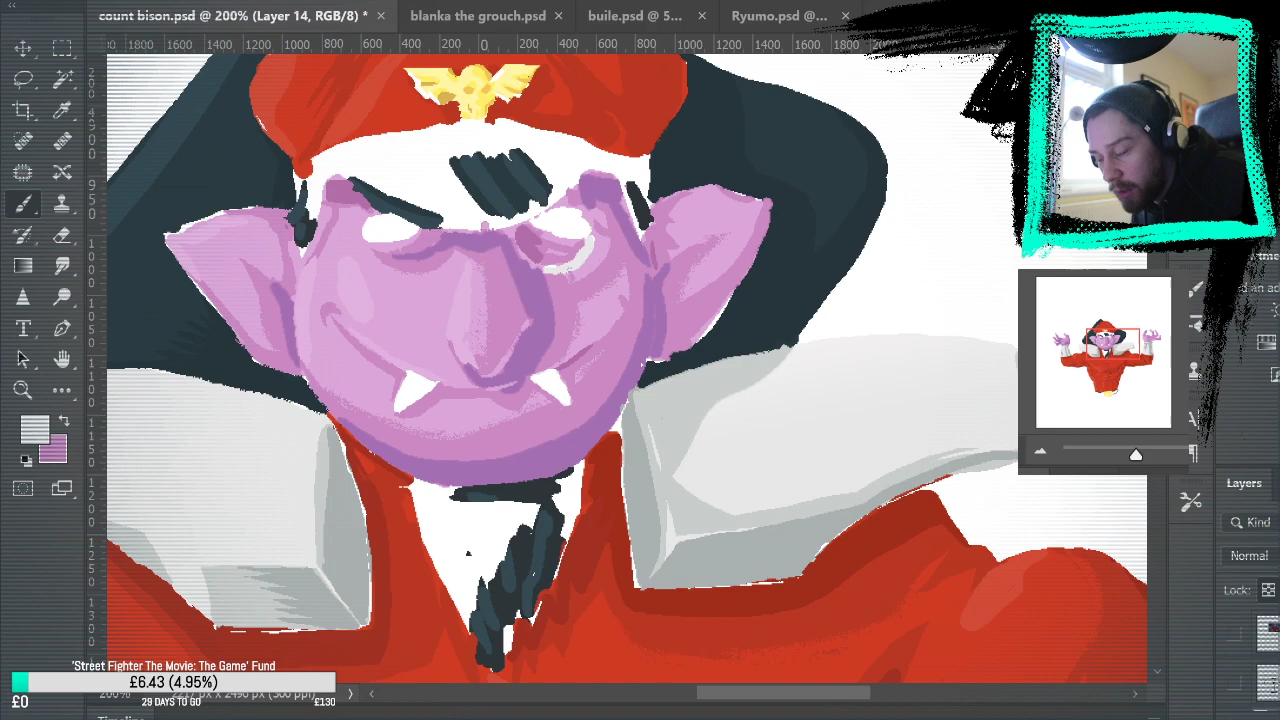 count bison.psd @ 200% (Layer 14, RGB/8) * × blanka the grouch.psd × buile.psd @ 5... × Ryumo.psd @... ×
1800 1600 1400 1200 1000 800 600 400 200 0 200 400 600 800 1000 1200 1400 1600 1800
Layers
Kind
Normal
Lock:
'Street Fighter The Movie: The Game' Fund
£6.43 (4.95%)
£0 29 DAYS TO GO £130
Timeline